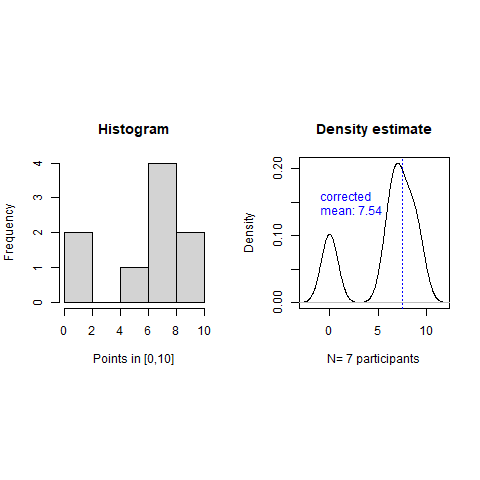 Histogram
Frequency
0 1 2 3 4
0 2 4 6 8 10
Points in [0,10]
Density estimate
Density
0.00 0.10 0.20
corrected
mean: 7.54
0 5 10
N= 7 participants